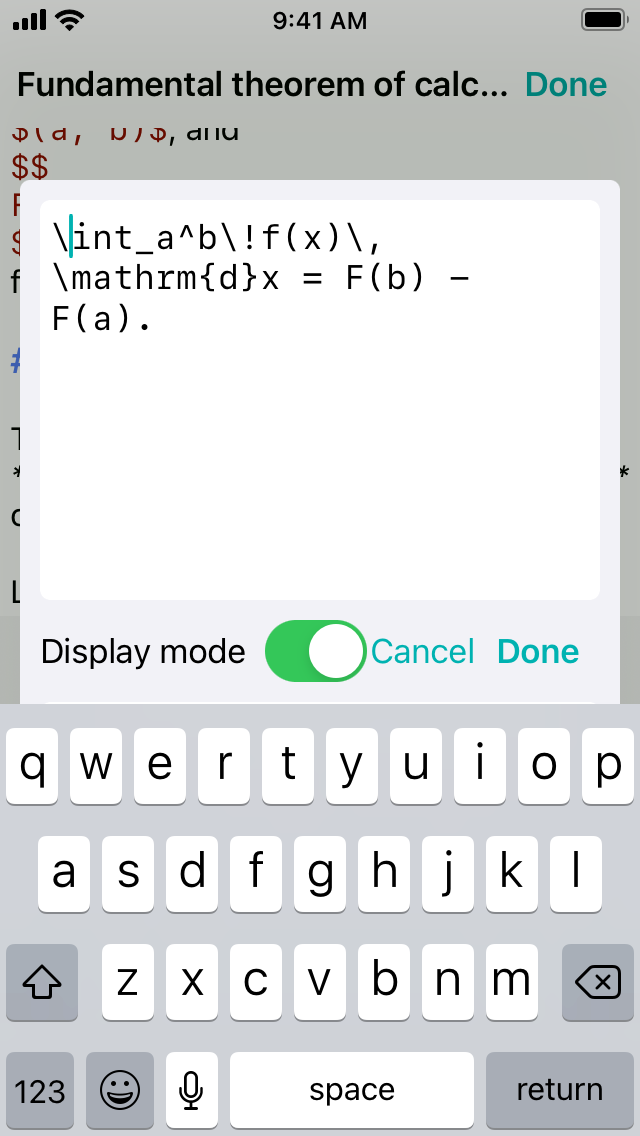 9:41 AM
Fundamental theorem of calc... Done
$(a, b)$, and
$$
\int_a^b\!f(x)\,
\mathrm{d}x = F(b) −
F(a).
#
Display mode Cancel Done
q w e r t y u i o p
a s d f g h j k l
z x c v b n m
123 space return